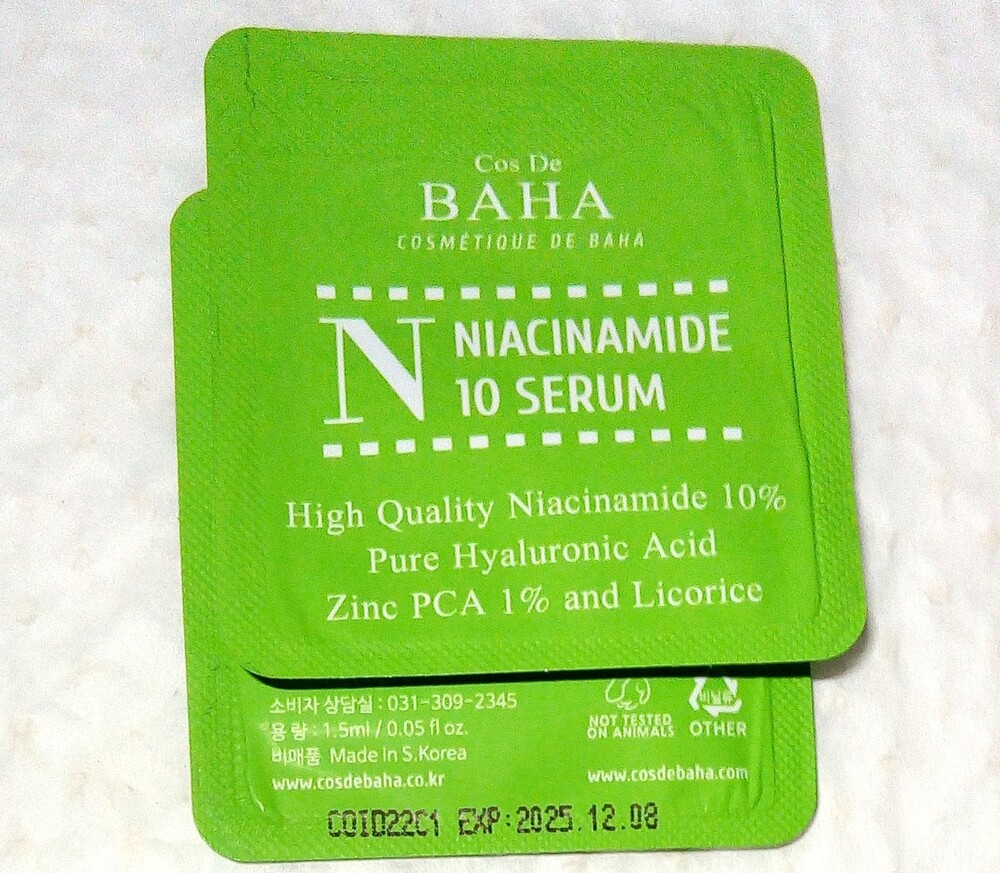 Cos De
BAHA
COSMÉTIQUE DE BAHA
N
NIACINAMIDE
10 SERUM
High Quality Niacinamide 10%
Pure Hyaluronic Acid
Zinc PCA 1% and Licorice
소비자 상담실 : 031-309-2345
용 량 : 1.5ml / 0.05 fl oz.
비매품 Made In S.Korea
www.cosdebaha.co.kr
NOT TESTED
ON ANIMALS
비닐류
OTHER
www.cosdebaha.com
COID22C1 EXP:2025.12.08